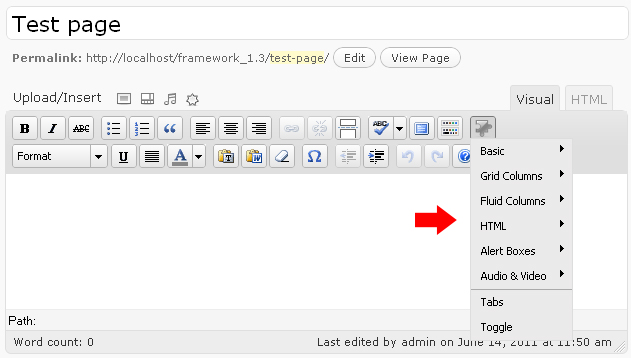 Test page
Permalink: http://localhost/framework_1.3/test-page/ Edit View Page
Upload/Insert Visual HTML
B I ABC “ ABC
Format U A T W Ω ?
Basic
Grid Columns
Fluid Columns
HTML
Alert Boxes
Audio & Video
Tabs
Toggle
Path:
Word count: 0 Last edited by admin on June 14, 2011 at 11:50 am